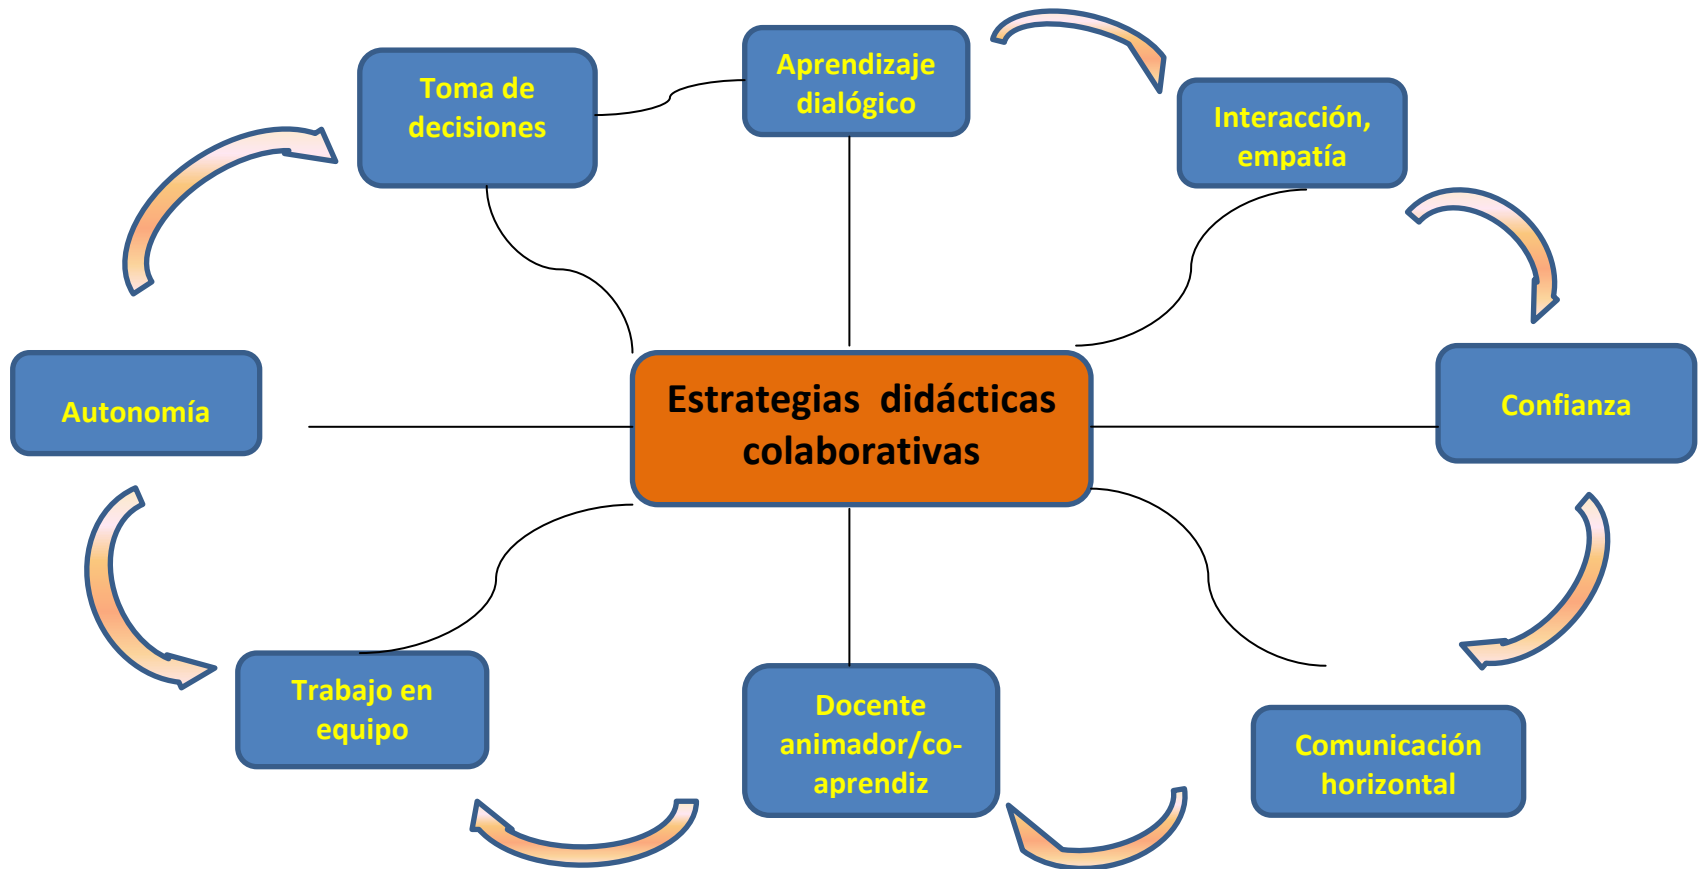 Toma de
decisiones
Aprendizaje
dialógico
Interacción,
empatía
Autonomía
Estrategias didácticas
colaborativas
Confianza
Trabajo en
equipo
Docente
animador/co-
aprendiz
Comunicación
horizontal